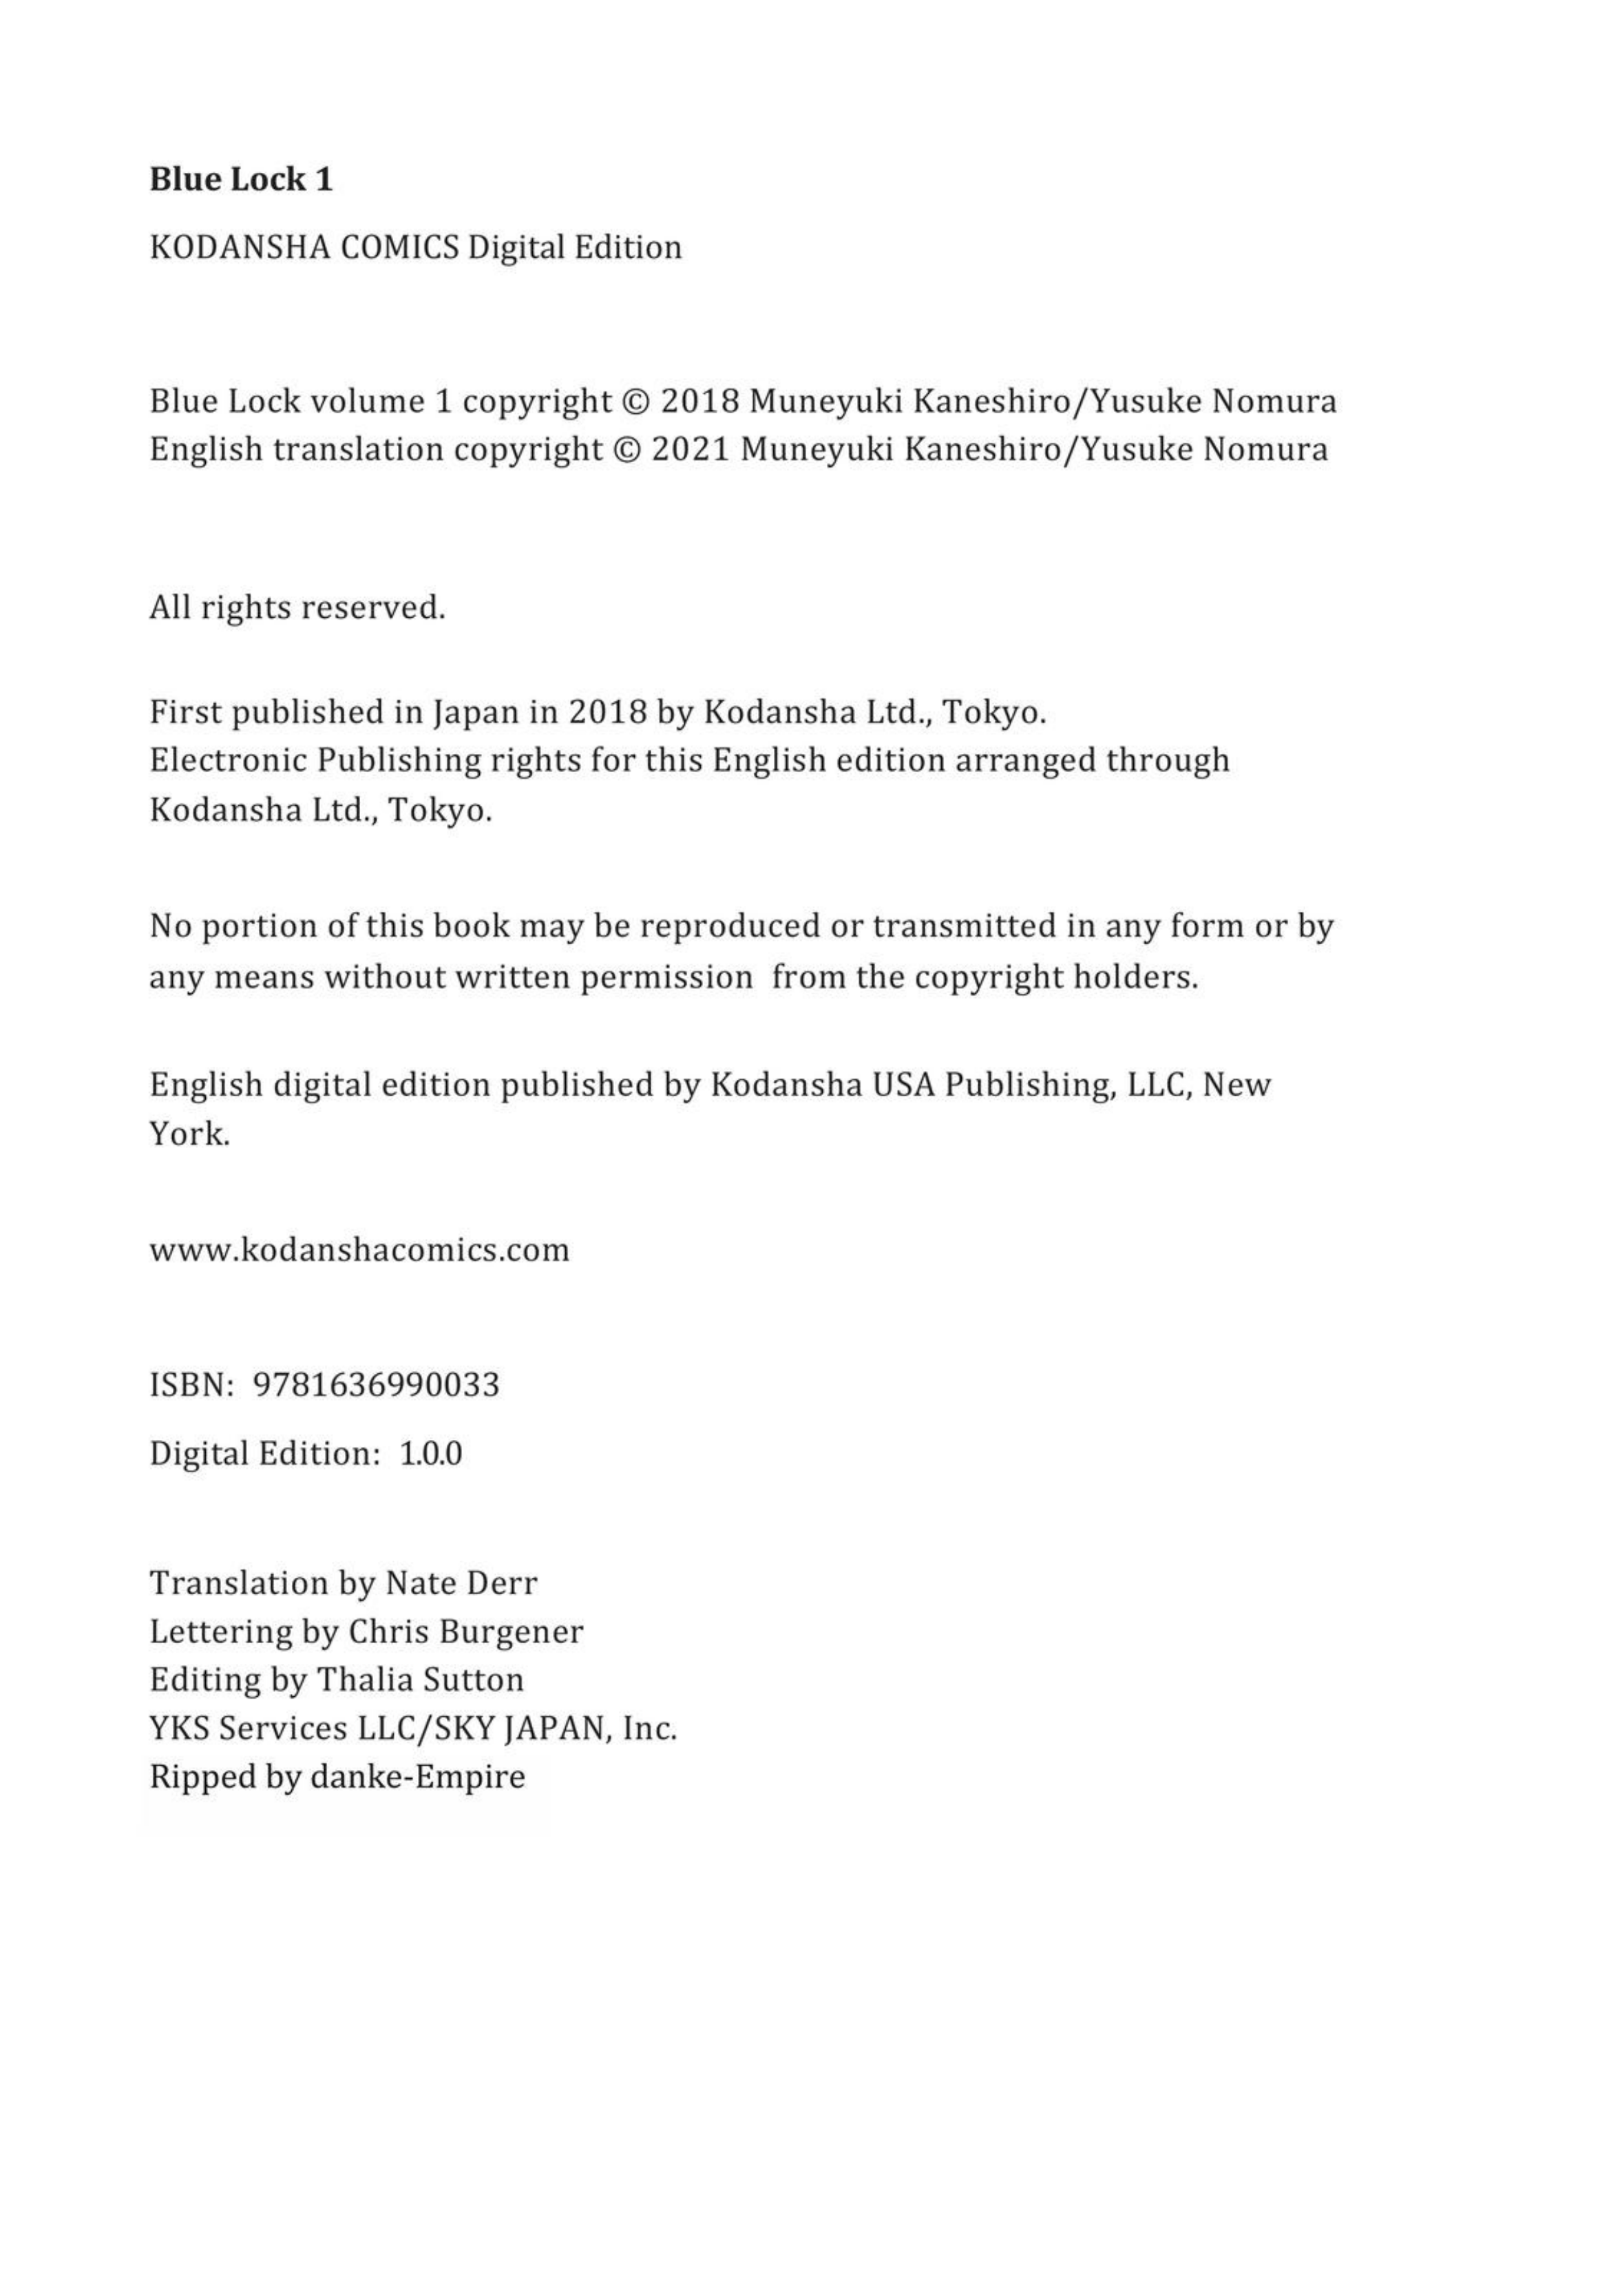 Blue Lock 1
KODANSHA COMICS Digital Edition
Blue Lock volume 1 copyright © 2018 Muneyuki Kaneshiro/Yusuke Nomura
English translation copyright © 2021 Muneyuki Kaneshiro/Yusuke Nomura
All rights reserved.
First published in Japan in 2018 by Kodansha Ltd., Tokyo.
Electronic Publishing rights for this English edition arranged through
Kodansha Ltd., Tokyo.
No portion of this book may be reproduced or transmitted in any form or by
any means without written permission  from the copyright holders.
English digital edition published by Kodansha USA Publishing, LLC, New
York.
www.kodanshacomics.com
ISBN:  9781636990033
Digital Edition:  1.0.0
Translation by Nate Derr
Lettering by Chris Burgener
Editing by Thalia Sutton
YKS Services LLC/SKY JAPAN, Inc.
Ripped by danke-Empire